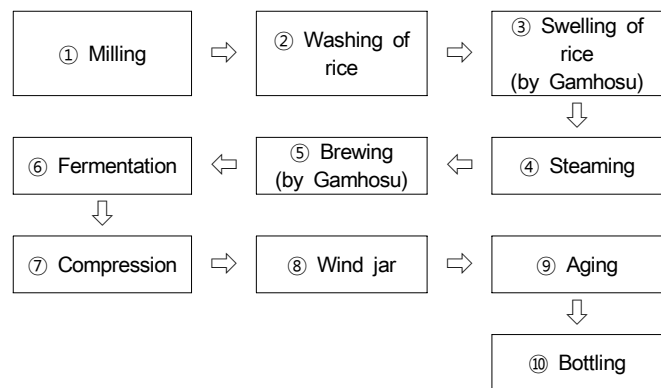 ① Milling
② Washing of
rice
③ Swelling of
rice
(by Gamhosu)
④ Steaming
⑤ Brewing
(by Gamhosu)
⑥ Fermentation
⑦ Compression
⑧ Wind jar
⑨ Aging
⑩ Bottling